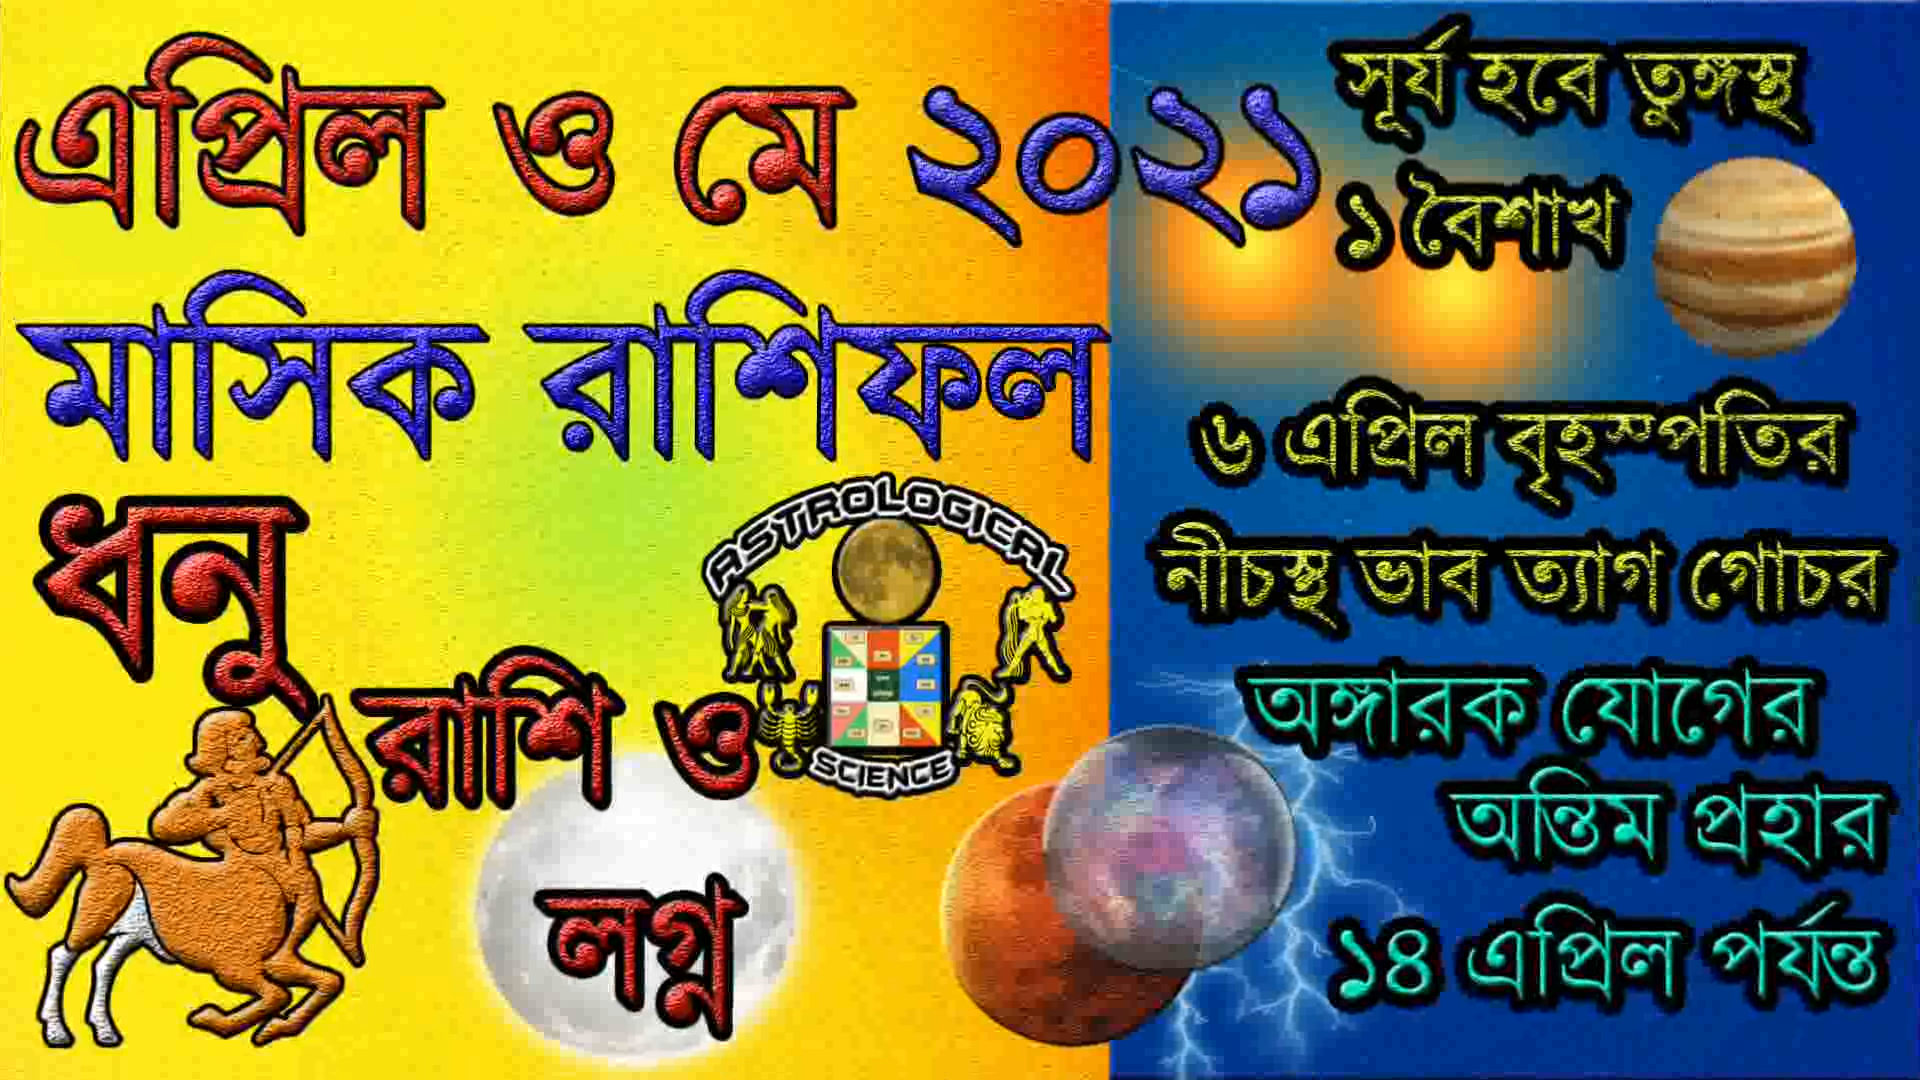 এপ্রিল ও মে ২০২১
মাসিক রাশিফল
ধনু
রাশি ও
লগ্ন
ASTROLOGICAL
SCIENCE
সূর্য হবে তুঙ্গস্থ
১ বৈশাখ
৬ এপ্রিল বৃহস্পতির
নীচস্থ ভাব ত্যাগ গোচর
অঙ্গারক যোগের
অন্তিম প্রহার
১৪ এপ্রিল পর্যন্ত